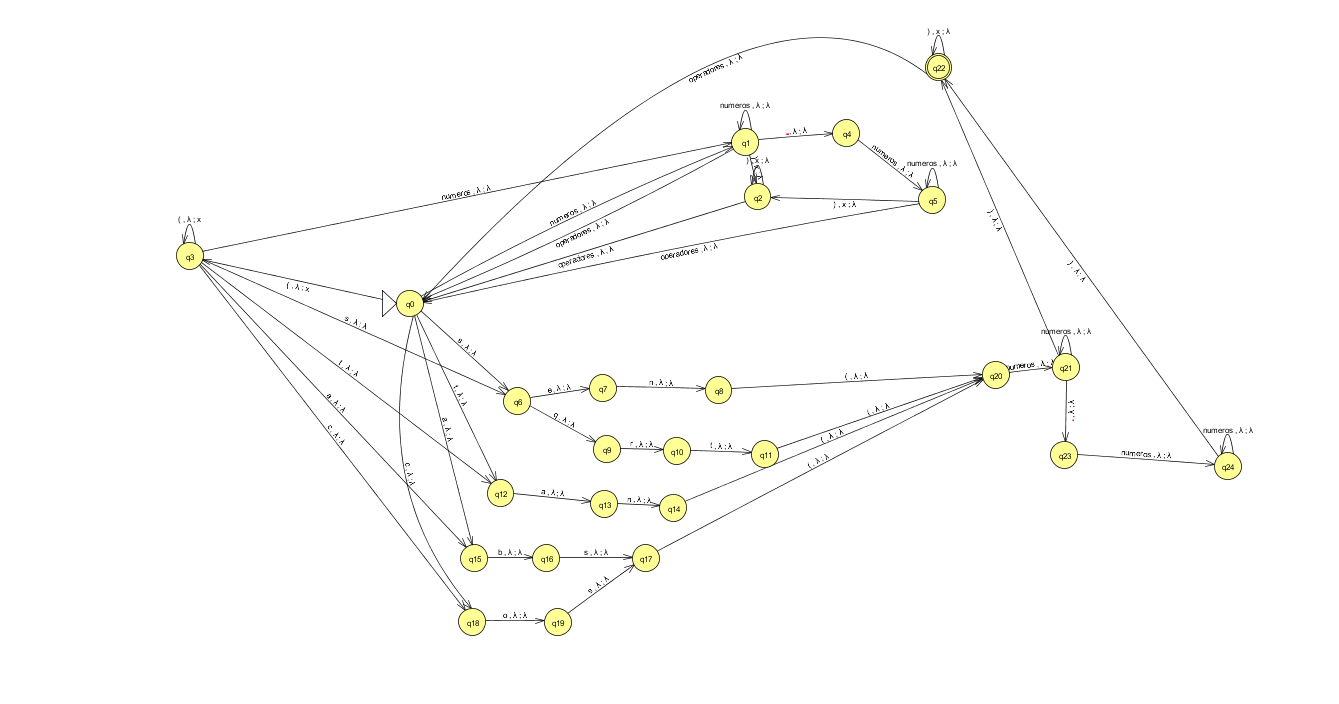 ) , x ; λ
q22
operadores , λ ; λ
numeros , λ ; λ
q1
. , λ ; λ
q4
numeros , λ ; λ
) , x ; λ
numeros , λ ; λ
q2
q5
) , x ; λ
numeros , λ ; λ
( , λ ; x
q3
numeros , λ ; λ
operadores , λ ; λ
operadores , λ ; λ
operadores , λ ; λ
) , λ ; λ
) , λ ; λ
( , λ ; x
q0
s , λ ; λ
s , λ ; λ
t , λ ; λ
t , λ ; λ
a , λ ; λ
a , λ ; λ
c , λ ; λ
c , λ ; λ
numeros , λ ; λ
q6
e , λ ; λ
q7
n , λ ; λ
q8
( , λ ; λ
q20
numeros , λ ; λ
q21
q , λ ; λ
q9
r , λ ; λ
q10
t , λ ; λ
q11
( , λ ; λ
. , λ ; λ
q23
numeros , λ ; λ
numeros , λ ; λ
q24
q12
a , λ ; λ
q13
n , λ ; λ
q14
( , λ ; λ
q15
b , λ ; λ
q16
s , λ ; λ
q17
( , λ ; λ
q18
o , λ ; λ
q19
s , λ ; λ